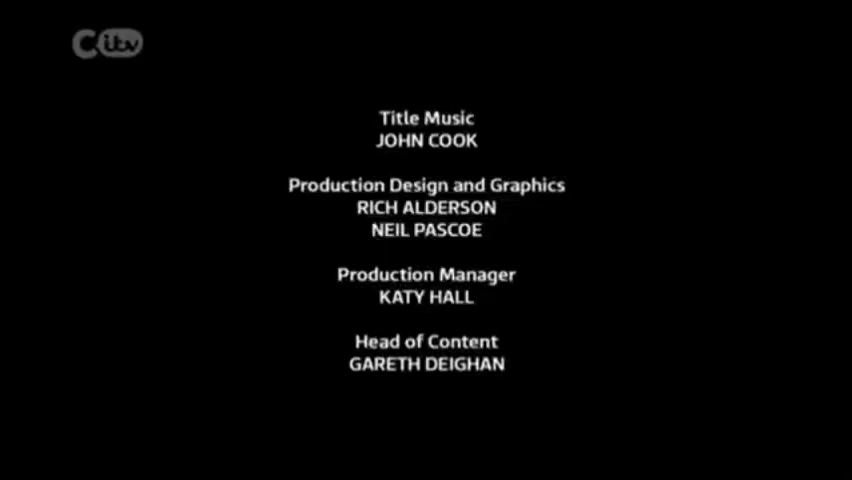 Citv
Title Music
JOHN COOK
Production Design and Graphics
RICH ALDERSON
NEIL PASCOE
Production Manager
KATY HALL
Head of Content
GARETH DEIGHAN